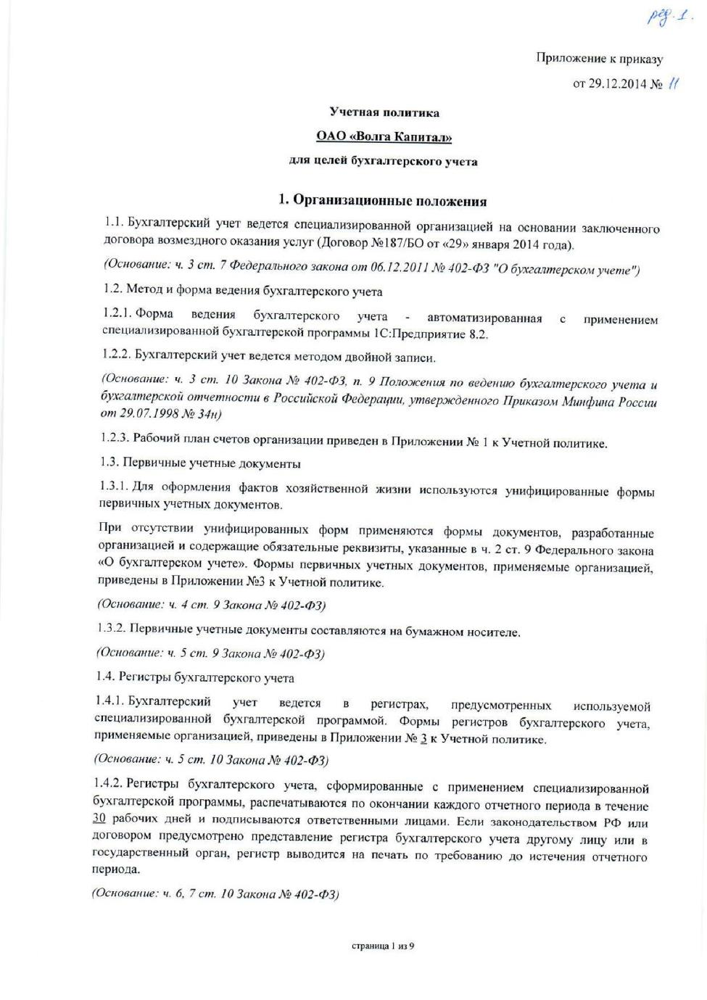 ред. 1.
Приложение к приказу
от 29.12.2014 № 11
Учетная политика
ОАО «Волга Капитал»
для целей бухгалтерского учета
1. Организационные положения
1.1. Бухгалтерский учет ведется специализированной организацией на основании заключенного
договора возмездного оказания услуг (Договор №187/БО от «29» января 2014 года).
(Основание: ч. 3 ст. 7 Федерального закона от 06.12.2011 № 402-ФЗ "О бухгалтерском учете")
1.2. Метод и форма ведения бухгалтерского учета
1.2.1. Форма ведения бухгалтерского учета - автоматизированная с применением
специализированной бухгалтерской программы 1С:Предприятие 8.2.
1.2.2. Бухгалтерский учет ведется методом двойной записи.
(Основание: ч. 3 ст. 10 Закона № 402-ФЗ, п. 9 Положения по ведению бухгалтерского учета и
бухгалтерской отчетности в Российской Федерации, утвержденного Приказом Минфина России
от 29.07.1998 № 34н)
1.2.3. Рабочий план счетов организации приведен в Приложении № 1 к Учетной политике.
1.3. Первичные учетные документы
1.3.1. Для оформления фактов хозяйственной жизни используются унифицированные формы
первичных учетных документов.
При отсутствии унифицированных форм применяются формы документов, разработанные
организацией и содержащие обязательные реквизиты, указанные в ч. 2 ст. 9 Федерального закона
«О бухгалтерском учете». Формы первичных учетных документов, применяемые организацией,
приведены в Приложении №3 к Учетной политике.
(Основание: ч. 4 ст. 9 Закона № 402-ФЗ)
1.3.2. Первичные учетные документы составляются на бумажном носителе.
(Основание: ч. 5 ст. 9 Закона № 402-ФЗ)
1.4. Регистры бухгалтерского учета
1.4.1. Бухгалтерский учет ведется в регистрах, предусмотренных используемой
специализированной бухгалтерской программой. Формы регистров бухгалтерского учета,
применяемые организацией, приведены в Приложении № 3 к Учетной политике.
(Основание: ч. 5 ст. 10 Закона № 402-ФЗ)
1.4.2. Регистры бухгалтерского учета, сформированные с применением специализированной
бухгалтерской программы, распечатываются по окончании каждого отчетного периода в течение
30 рабочих дней и подписываются ответственными лицами. Если законодательством РФ или
договором предусмотрено представление регистра бухгалтерского учета другому лицу или в
государственный орган, регистр выводится на печать по требованию до истечения отчетного
периода.
(Основание: ч. 6, 7 ст. 10 Закона № 402-ФЗ)
страница 1 из 9